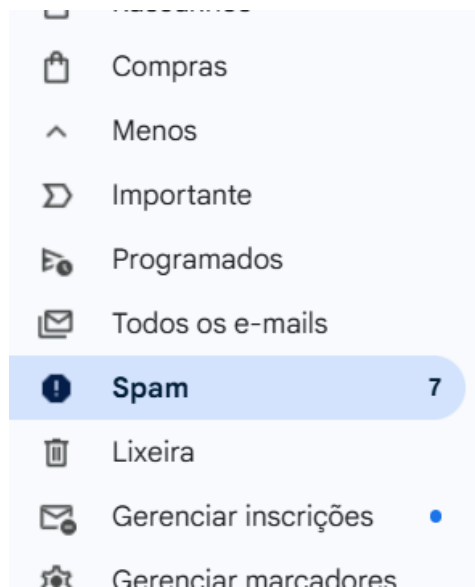 Compras
Menos
Importante
Programados
Todos os e-mails
Spam 7
Lixeira
Gerenciar inscrições
Gerenciar marcadores